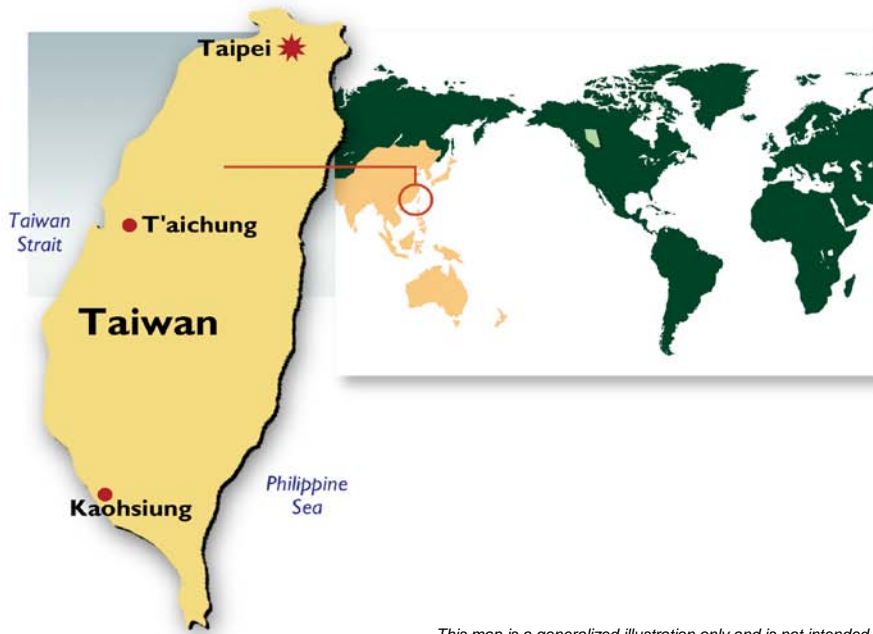 Taipei
Taiwan
Strait
T'aichung
Taiwan
Philippine
Sea
Kaohsiung
This map is a generalized illustration only and is not intended